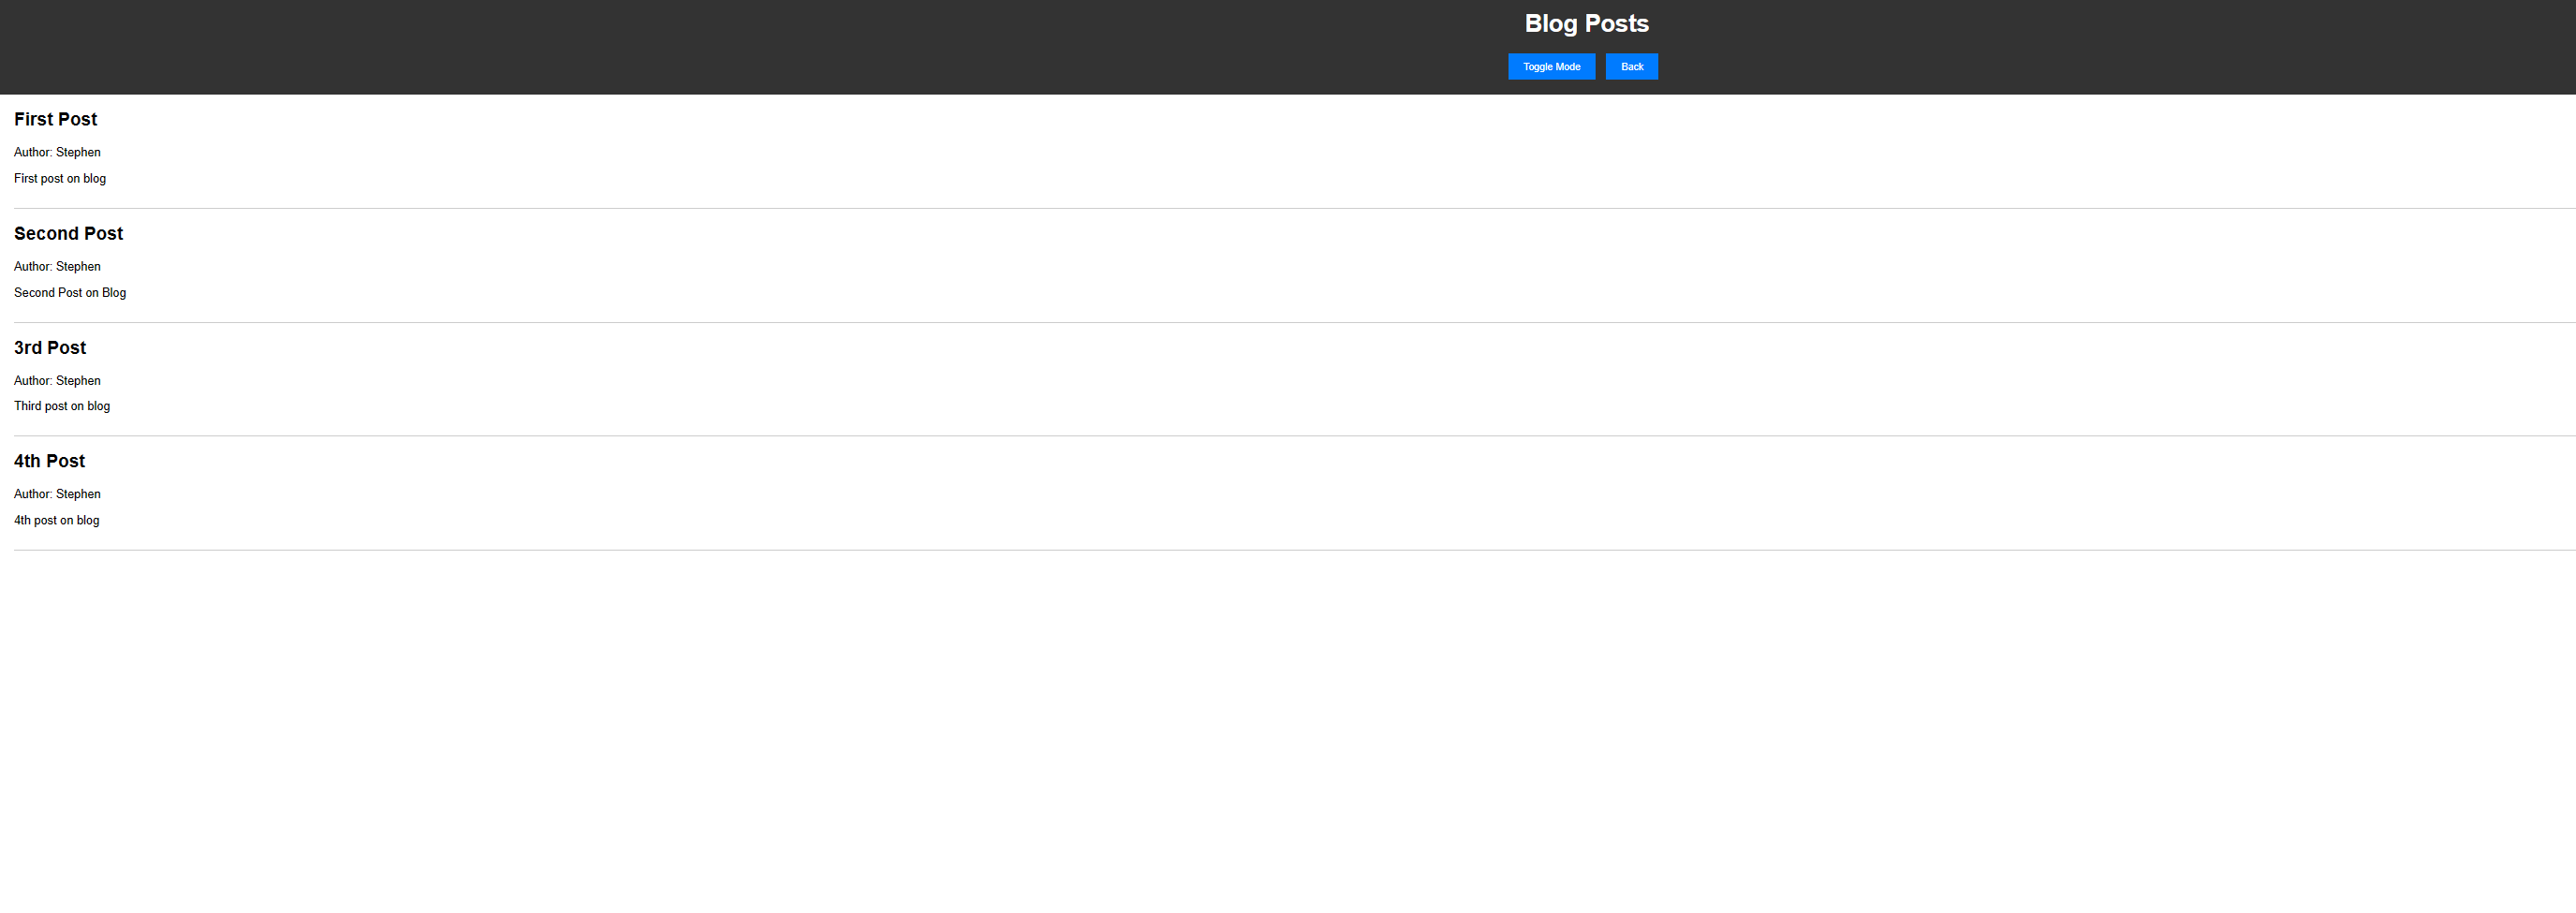 Blog Posts
Toggle Mode Back
First Post
Author: Stephen
First post on blog
Second Post
Author: Stephen
Second Post on Blog
3rd Post
Author: Stephen
Third post on blog
4th Post
Author: Stephen
4th post on blog